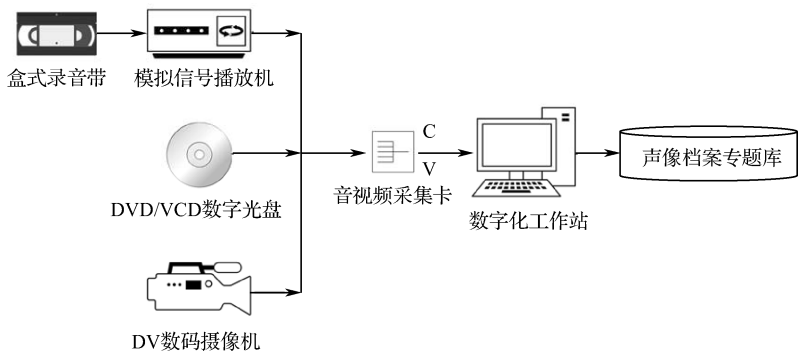 盒式录音带
模拟信号播放机
DVD/VCD数字光盘
DV数码摄像机
音视频采集卡
C
V
数字化工作站
声像档案专题库